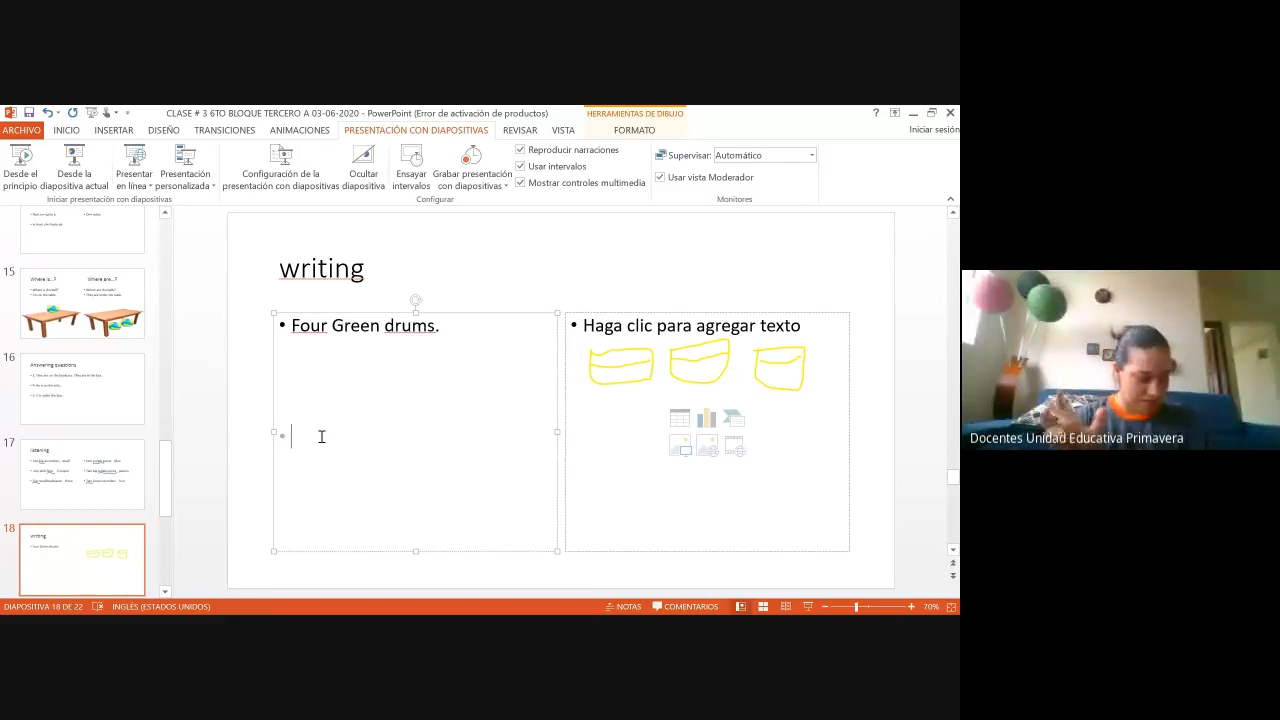 CLASE # 3 6TO BLOQUE TERCERO A 03-06-2020 - PowerPoint (Error de activación de productos)
HERRAMIENTAS DE DIBUJO
?
ARCHIVO INICIO INSERTAR DISEÑO TRANSICIONES ANIMACIONES PRESENTACIÓN CON DIAPOSITIVAS REVISAR VISTA FORMATO
Iniciar sesión
Desde el principio
Desde la diapositiva actual
Presentar en línea
Presentación personalizada
Configuración de la presentación con diapositivas
Ocultar diapositiva
Ensayar intervalos
Grabar presentación con diapositivas
Reproducir narraciones
Usar intervalos
Mostrar controles multimedia
Supervisar: Automático
Usar vista Moderador
Iniciar presentación con diapositivas
Configurar
Monitores
15
Where is...? Where are...?
16
Answering questions
17
listening
18
writing
• Four Green drums.
writing
• Four Green drums.
• Haga clic para agregar texto
Docentes Unidad Educativa Primavera
DIAPOSITIVA 18 DE 22 INGLÉS (ESTADOS UNIDOS) NOTAS COMENTARIOS 70%